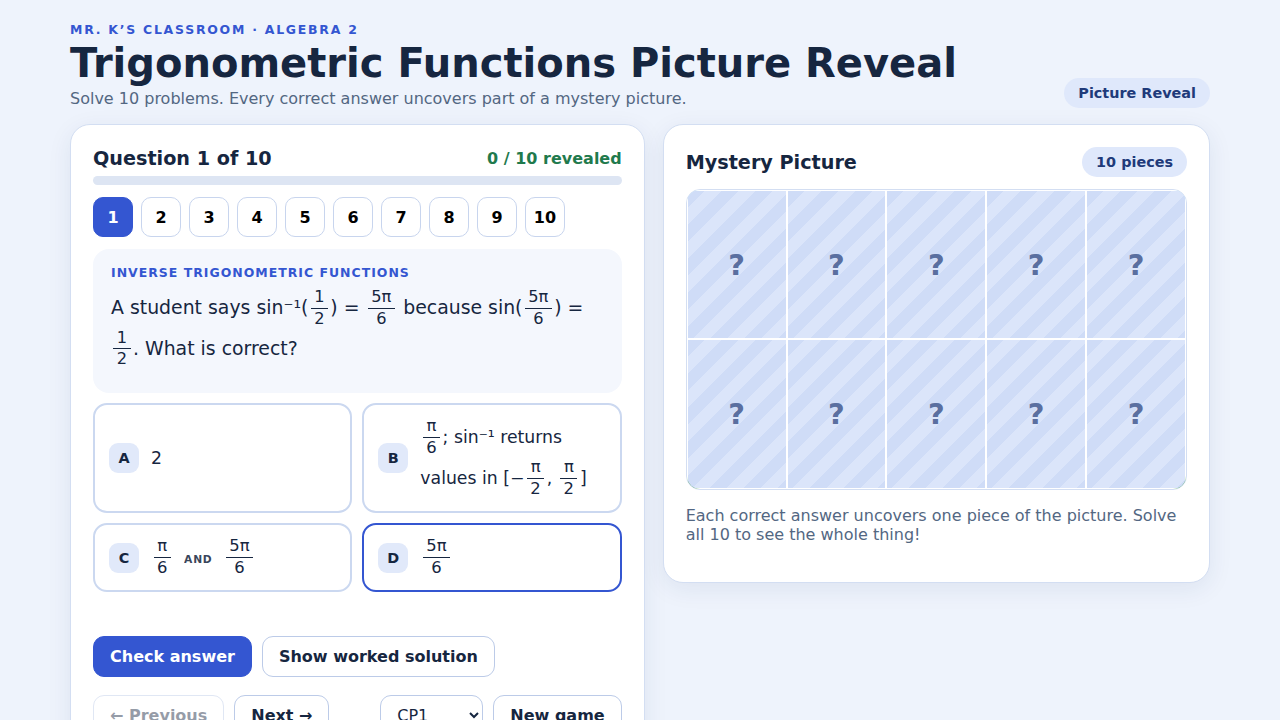 MR. K’S CLASSROOM · ALGEBRA 2
Trigonometric Functions Picture Reveal
Solve 10 problems. Every correct answer uncovers part of a mystery picture.
Picture Reveal
Question 1 of 10
0 / 10 revealed
1 2 3 4 5 6 7 8 9 10
INVERSE TRIGONOMETRIC FUNCTIONS
A student says sin⁻¹(1/2) = 5π/6 because sin(5π/6) =
1/2. What is correct?
A 2
B π/6; sin⁻¹ returns
values in [−π/2, π/2]
C π/6 AND 5π/6
D 5π/6
Check answer
Show worked solution
← Previous
Next →
CP1
New game
Mystery Picture
10 pieces
? ? ? ? ?
? ? ? ? ?
Each correct answer uncovers one piece of the picture. Solve
all 10 to see the whole thing!